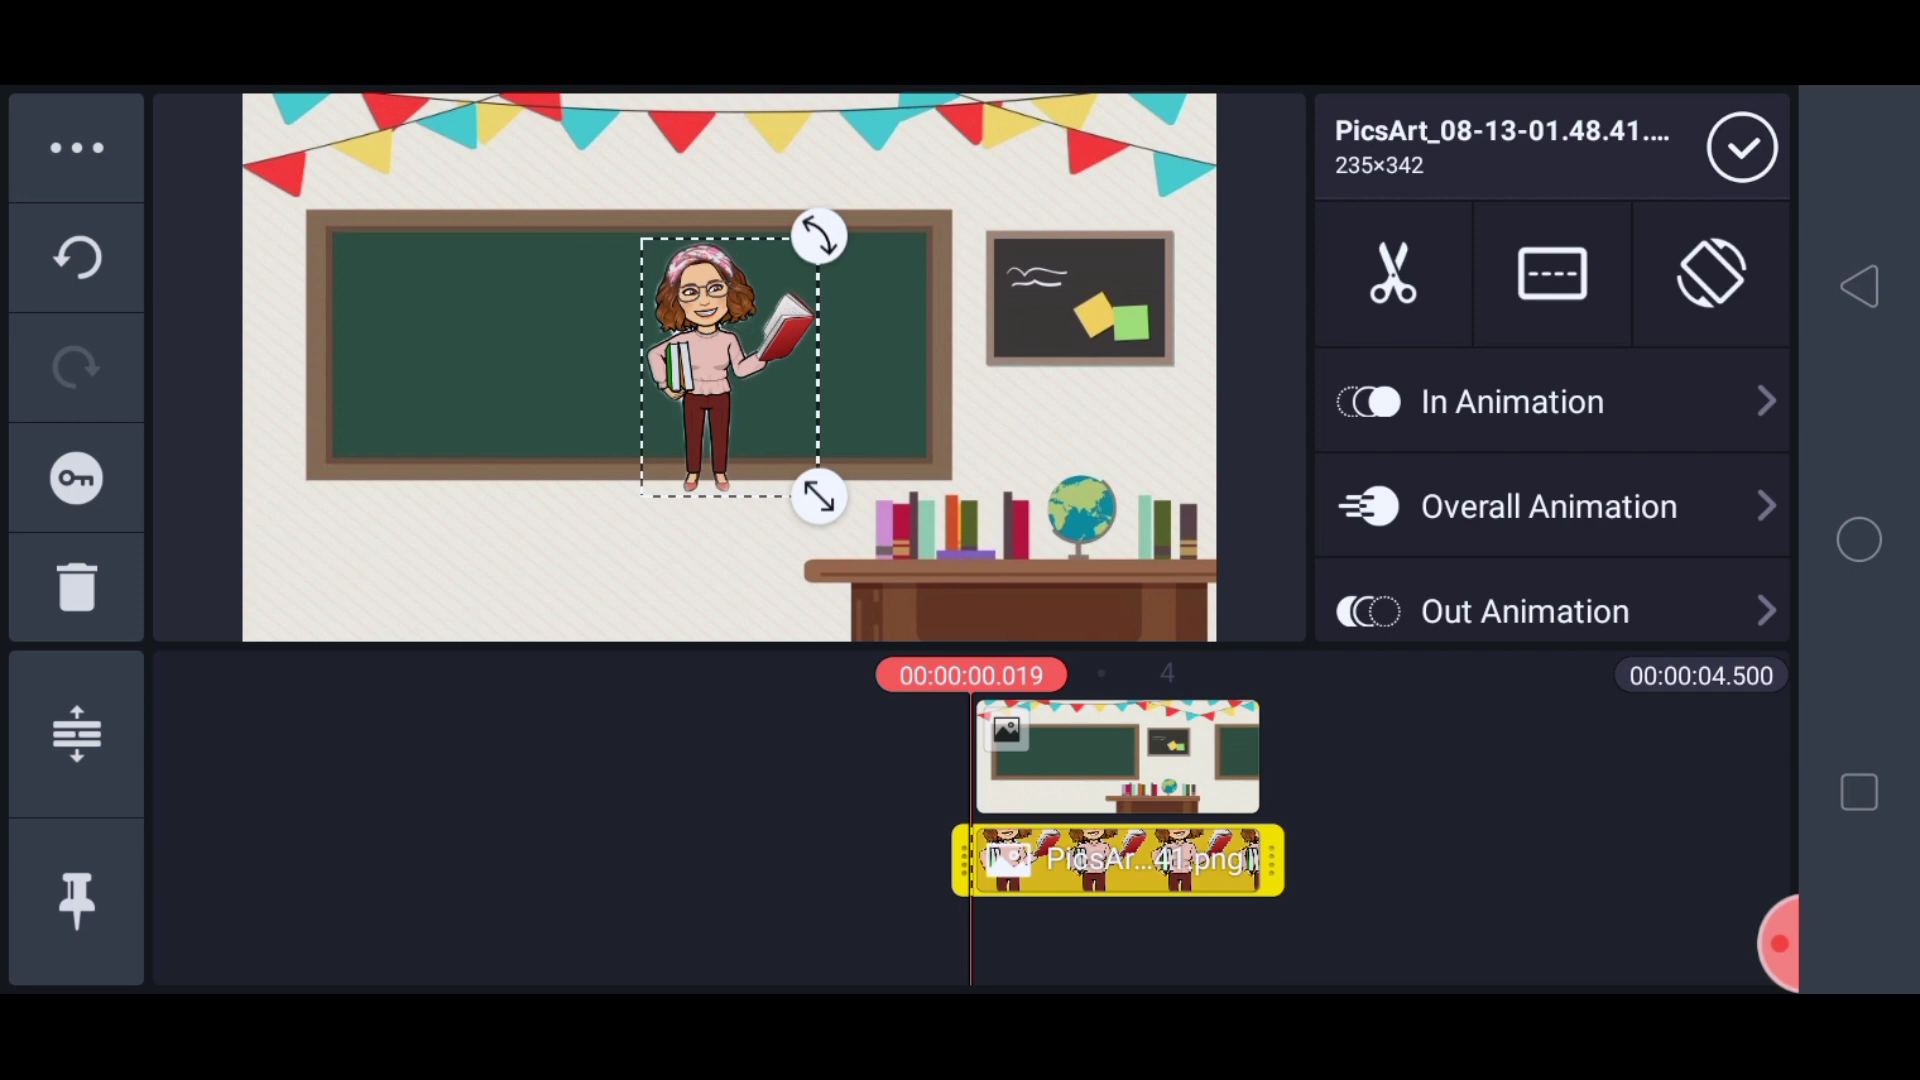 PicsArt_08-13-01.48.41....
235×342
In Animation
Overall Animation
Out Animation
00:00:00.019
4
00:00:04.500
PicsAr...41.png